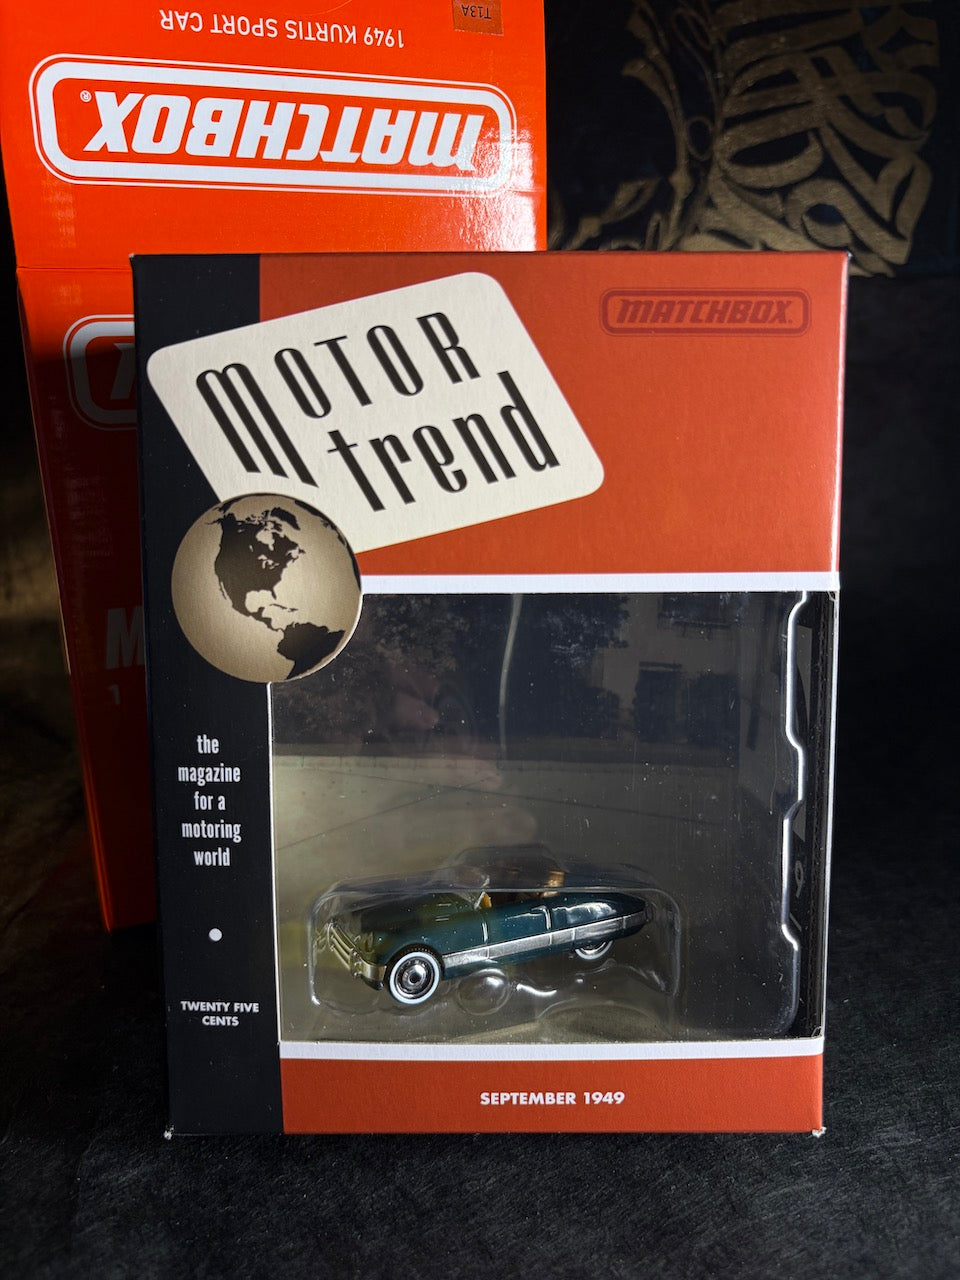 T13A
1949 KURTIS SPORT CAR
MATCHBOX®
MATCHBOX
MOTOR
trend
the
magazine
for a
motoring
world
TWENTY FIVE
CENTS
SEPTEMBER 1949